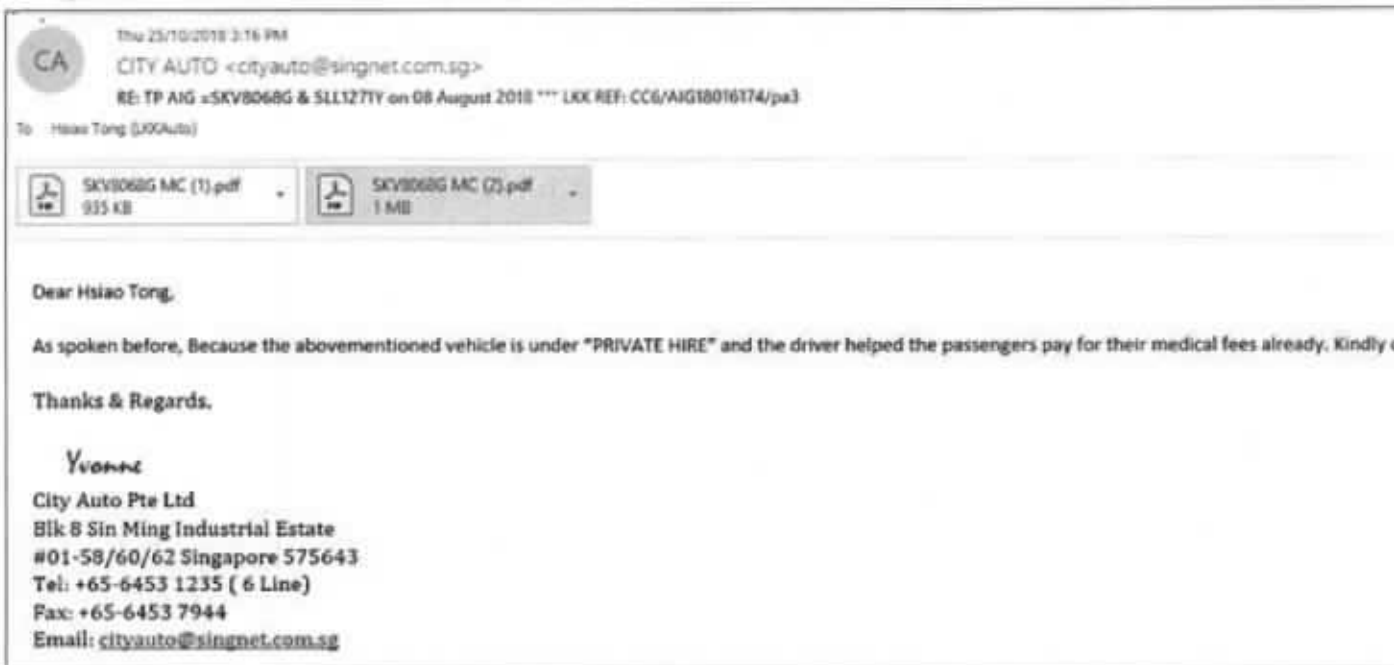 Thu 25/10/2018 3:16 PM
CA
CITY AUTO <cityauto@singnet.com.sg>
RE: TP AIG =SKV8068G & SLL1271Y on 08 August 2018 *** LKK REF: CC6/AIG18016174/pa3
To Hsiao Tong (LKKAuto)
SKV8068G MC (1).pdf
935 KB
SKV8068G MC (2).pdf
1 MB
Dear Hsiao Tong,
As spoken before, Because the abovementioned vehicle is under "PRIVATE HIRE" and the driver helped the passengers pay for their medical fees already. Kindly
Thanks & Regards.
Yvonne
City Auto Pte Ltd
Blk 8 Sin Ming Industrial Estate
#01-58/60/62 Singapore 575643
Tel: +65-6453 1235 ( 6 Line)
Fax: +65-6453 7944
Email: cityauto@singnet.com.sg